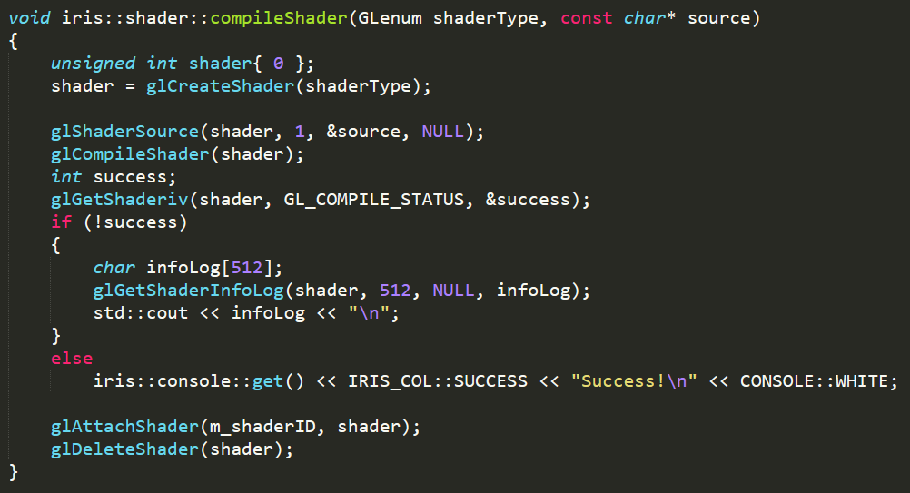 void iris::shader::compileShader(GLenum shaderType, const char* source)
{
    unsigned int shader{ 0 };
    shader = glCreateShader(shaderType);

    glShaderSource(shader, 1, &source, NULL);
    glCompileShader(shader);
    int success;
    glGetShaderiv(shader, GL_COMPILE_STATUS, &success);
    if (!success)
    {
        char infoLog[512];
        glGetShaderInfoLog(shader, 512, NULL, infoLog);
        std::cout << infoLog << "\n";
    }
    else
        iris::console::get() << IRIS_COL::SUCCESS << "Success!\n" << CONSOLE::WHITE;

    glAttachShader(m_shaderID, shader);
    glDeleteShader(shader);
}